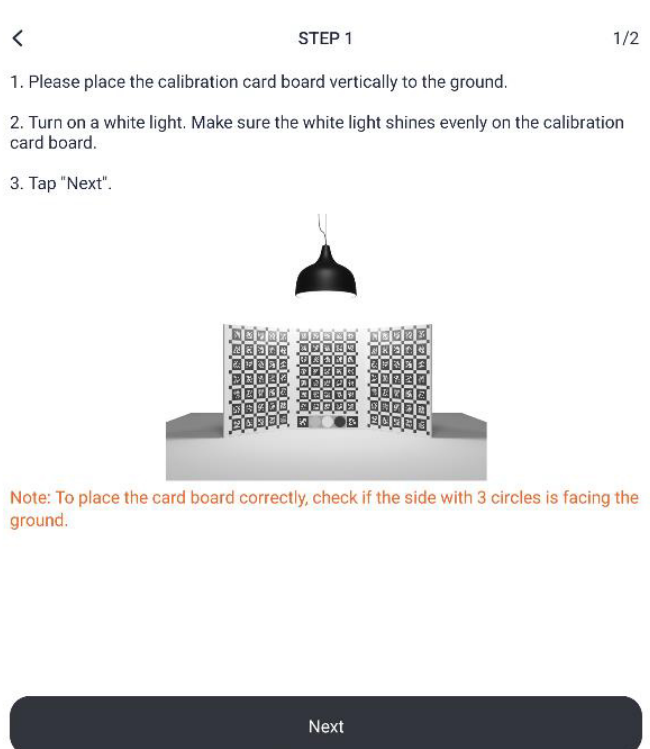 STEP 1
1/2
1. Please place the calibration card board vertically to the ground.
2. Turn on a white light. Make sure the white light shines evenly on the calibration
card board.
3. Tap "Next".
Note: To place the card board correctly, check if the side with 3 circles is facing the
ground.
Next